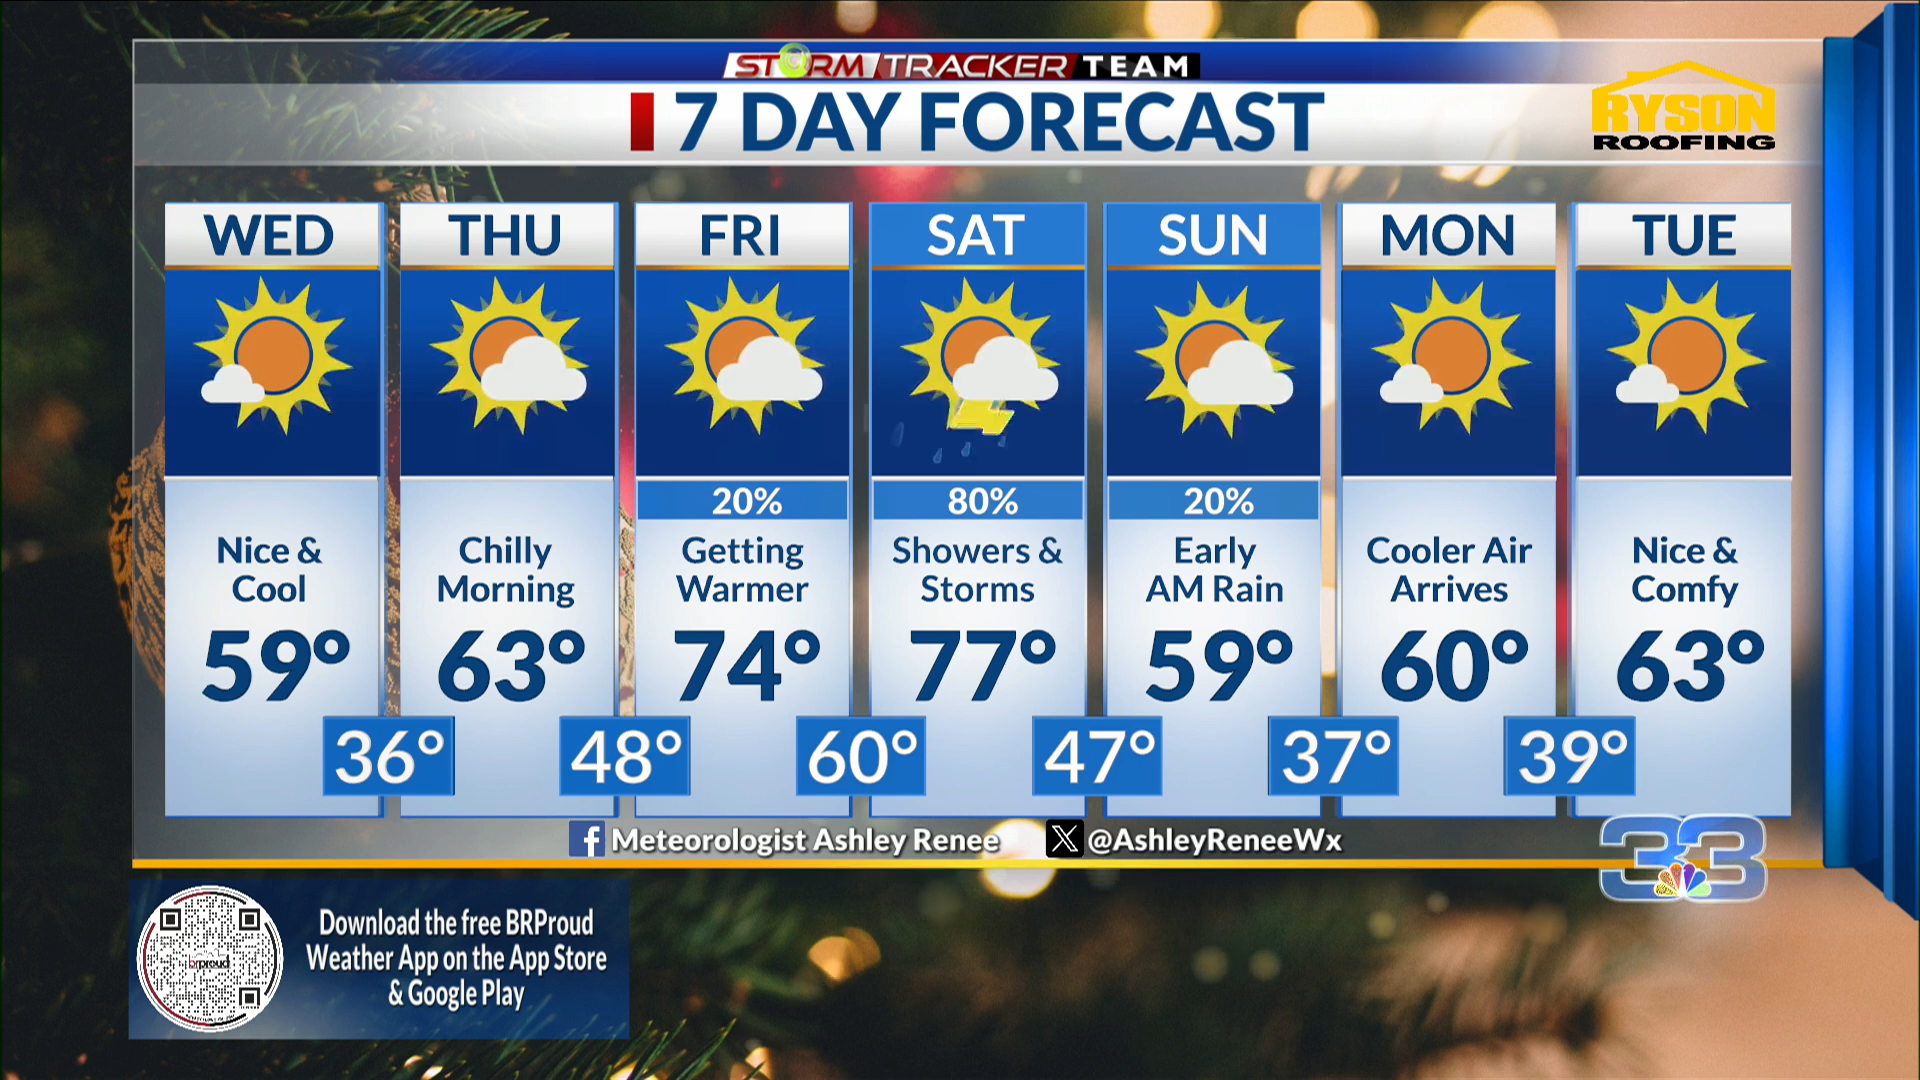 STORM TRACKER TEAM
7 DAY FORECAST
RYSON
ROOFING
WED THU FRI SAT SUN MON TUE
20% 80% 20%
Nice &
Cool
Chilly
Morning
Getting
Warmer
Showers &
Storms
Early
AM Rain
Cooler Air
Arrives
Nice &
Comfy
59° 63° 74° 77° 59° 60° 63°
36° 48° 60° 47° 37° 39°
f Meteorologist Ashley Renee X @AshleyReneeWx
33
Download the free BRProud
Weather App on the App Store
& Google Play
brproud